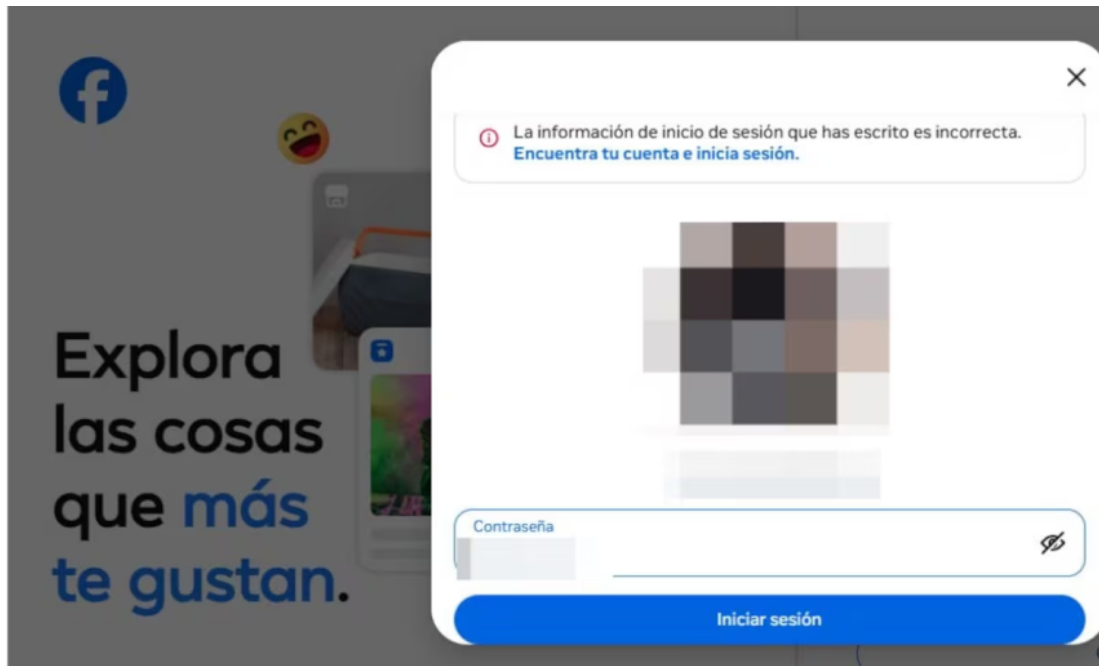 Explora
las cosas
que más
te gustan.
La información de inicio de sesión que has escrito es incorrecta.
Encuentra tu cuenta e inicia sesión.
Contraseña
Iniciar sesión